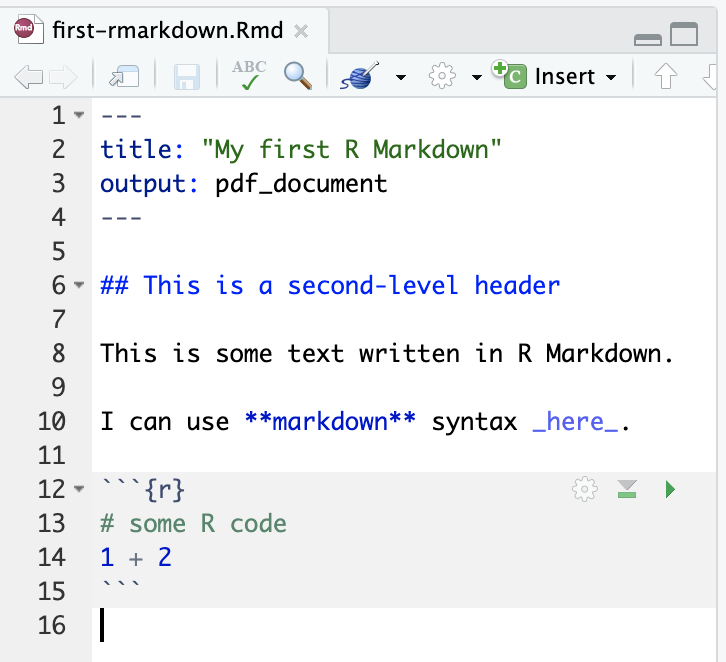 Rmd first-rmarkdown.Rmd
ABC C Insert
1 ---
2 title: "My first R Markdown"
3 output: pdf_document
4 ---
5
6 ## This is a second-level header
7
8 This is some text written in R Markdown.
9
10 I can use **markdown** syntax _here_.
11
12 ```{r}
13 # some R code
14 1 + 2
15 ```
16